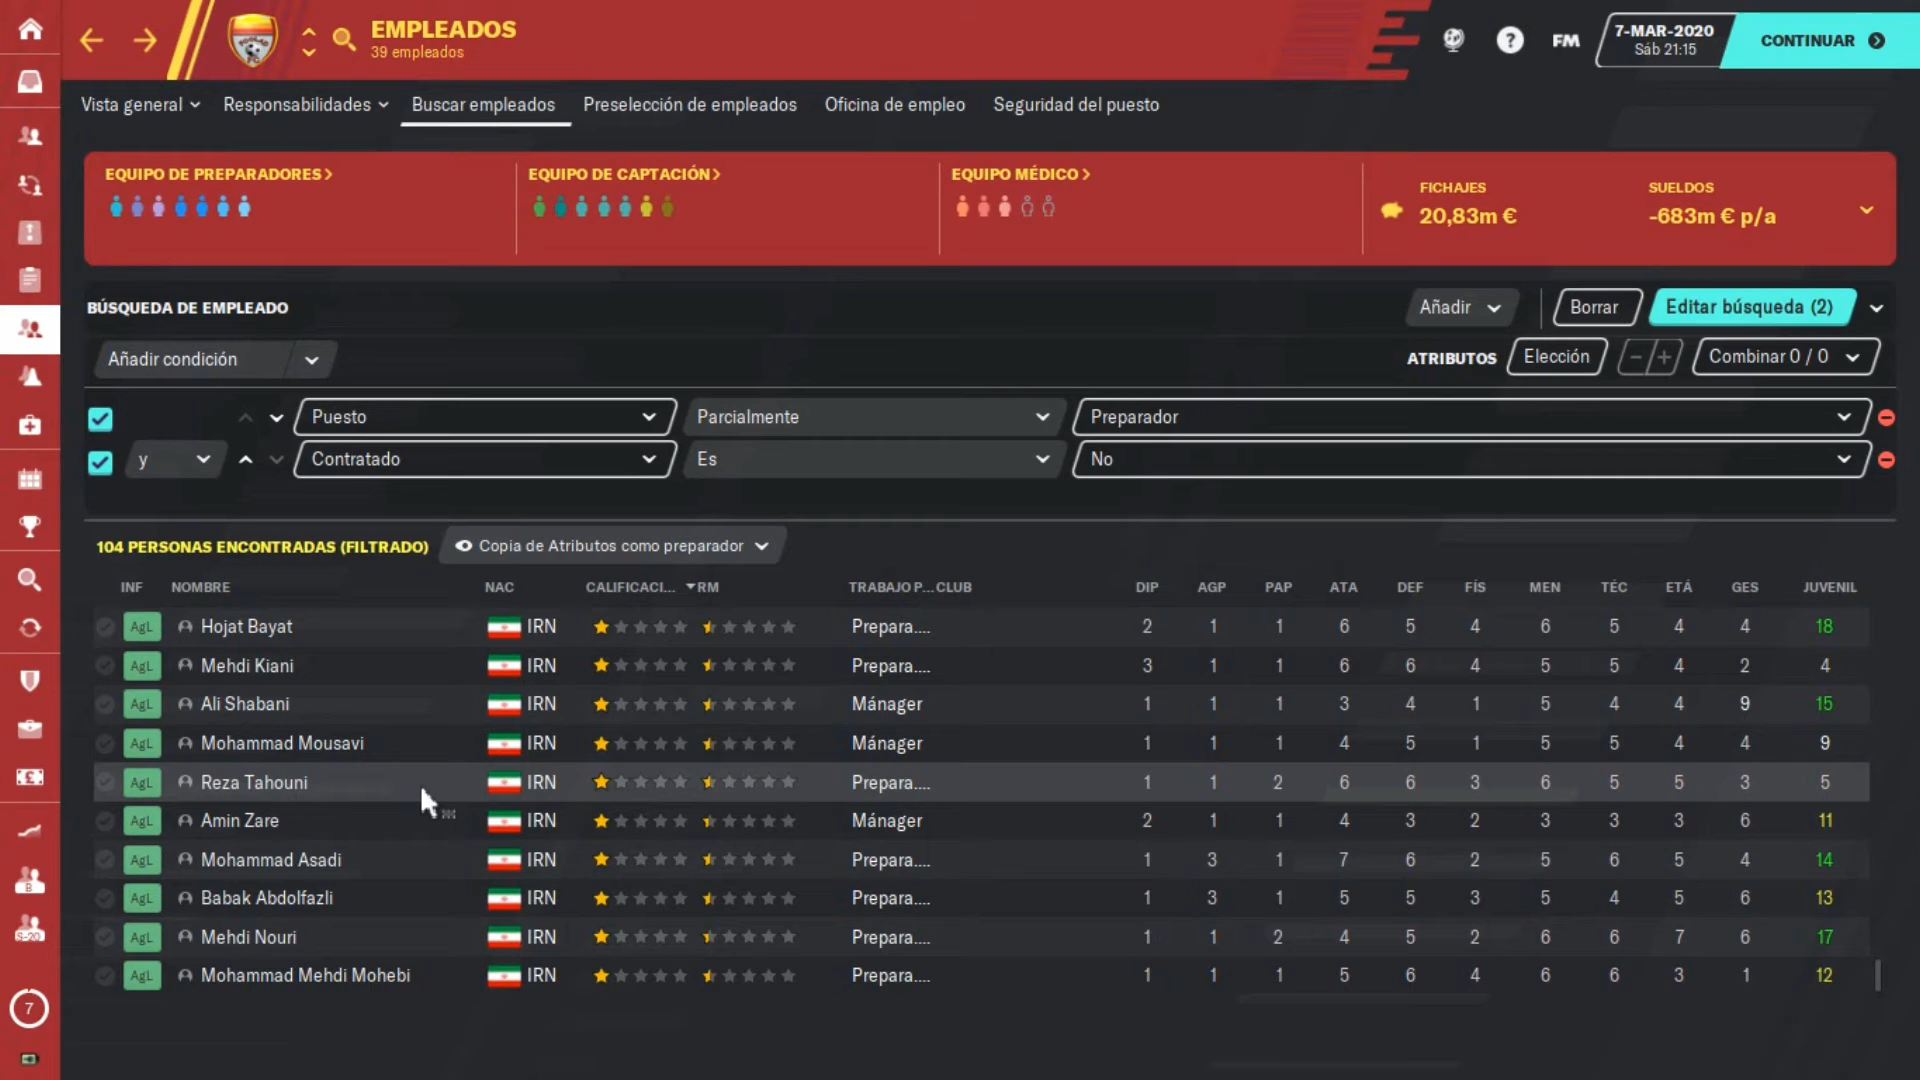 EMPLEADOS
39 empleados
FM
7-MAR-2020
Sáb 21:15
CONTINUAR
Vista general
Responsabilidades
Buscar empleados
Preselección de empleados
Oficina de empleo
Seguridad del puesto
EQUIPO DE PREPARADORES
EQUIPO DE CAPTACIÓN
EQUIPO MÉDICO
FICHAJES
20,83m €
SUELDOS
-683m € p/a
BÚSQUEDA DE EMPLEADO
Añadir
Borrar
Editar búsqueda (2)
Añadir condición
ATRIBUTOS
Elección
-/+
Combinar 0 / 0
Puesto Parcialmente Preparador
y Contratado Es No
104 PERSONAS ENCONTRADAS (FILTRADO)
Copia de Atributos como preparador
INF NOMBRE NAC CALIFICACI... RM TRABAJO P... CLUB DIP AGP PAP ATA DEF FÍS MEN TÉC ETÁ GES JUVENIL
AgL Hojat Bayat IRN Prepara.... 2 1 1 6 5 4 6 5 4 4 18
AgL Mehdi Kiani IRN Prepara.... 3 1 1 6 6 4 5 5 4 2 4
AgL Ali Shabani IRN Mánager 1 1 1 3 4 1 5 4 4 9 15
AgL Mohammad Mousavi IRN Mánager 1 1 1 4 5 1 5 5 4 4 9
AgL Reza Tahouni IRN Prepara.... 1 1 2 6 6 3 6 5 5 3 5
AgL Amin Zare IRN Mánager 2 1 1 4 3 2 3 3 3 6 11
AgL Mohammad Asadi IRN Prepara.... 1 3 1 7 6 2 5 6 5 4 14
AgL Babak Abdolfazli IRN Prepara.... 1 3 1 5 5 3 5 4 5 6 13
AgL Mehdi Nouri IRN Prepara.... 1 1 2 4 5 2 6 6 7 6 17
AgL Mohammad Mehdi Mohebi IRN Prepara.... 1 1 1 5 6 4 6 6 3 1 12
B
S-20
7